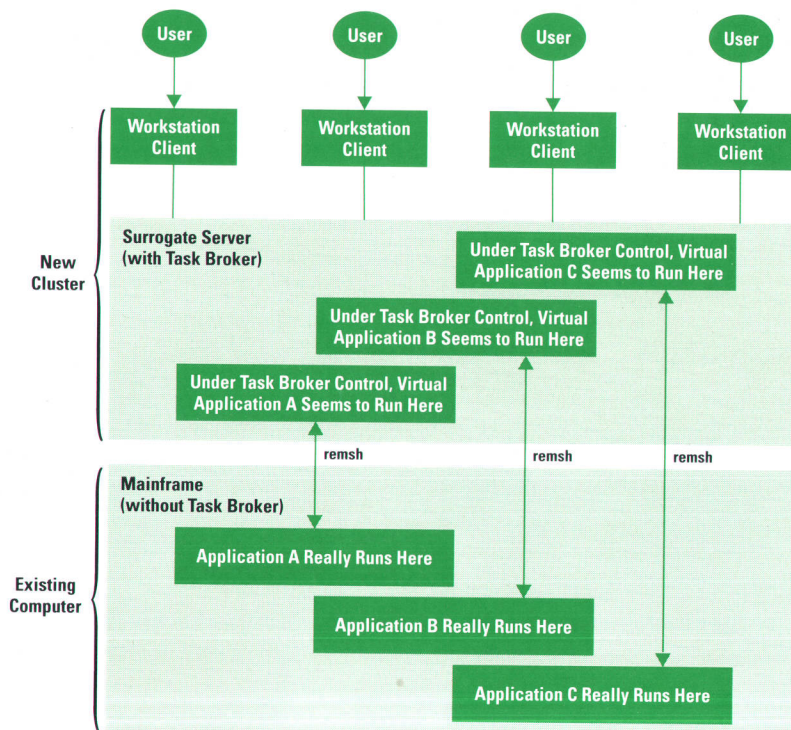 User
User
User
User
Workstation
Client
Workstation
Client
Workstation
Client
Workstation
Client
New
Cluster
Surrogate Server
(with Task Broker)
Under Task Broker Control, Virtual
Application C Seems to Run Here
Under Task Broker Control, Virtual
Application B Seems to Run Here
Under Task Broker Control, Virtual
Application A Seems to Run Here
remsh
remsh
remsh
Existing
Computer
Mainframe
(without Task Broker)
Application A Really Runs Here
Application B Really Runs Here
Application C Really Runs Here